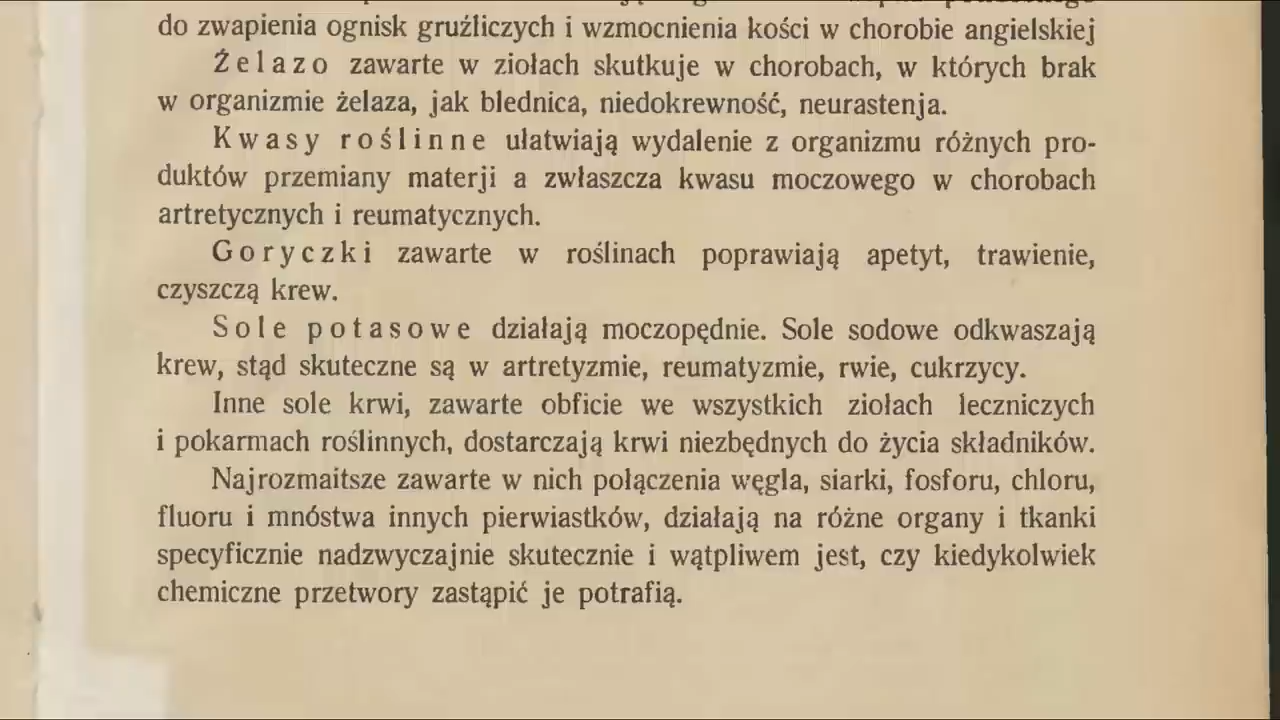 do zwapienia ognisk gruźliczych i wzmocnienia kości w chorobie angielskiej
Żelazo zawarte w ziołach skutkuje w chorobach, w których brak
w organizmie żelaza, jak blednica, niedokrewność, neurastenja.
Kwasy roślinne ułatwiają wydalenie z organizmu różnych pro-
duktów przemiany materji a zwłaszcza kwasu moczowego w chorobach
artretycznych i reumatycznych.
Goryczki zawarte w roślinach poprawiają apetyt, trawienie,
czyszczą krew.
Sole potasowe działają moczopędnie. Sole sodowe odkwaszają
krew, stąd skuteczne są w artretyzmie, reumatyzmie, rwie, cukrzycy.
Inne sole krwi, zawarte obficie we wszystkich ziołach leczniczych
i pokarmach roślinnych, dostarczają krwi niezbędnych do życia składników.
Najrozmaitsze zawarte w nich połączenia węgla, siarki, fosforu, chloru,
fluoru i mnóstwa innych pierwiastków, działają na różne organy i tkanki
specyficznie nadzwyczajnie skutecznie i wątpliwem jest, czy kiedykolwiek
chemiczne przetwory zastąpić je potrafią.